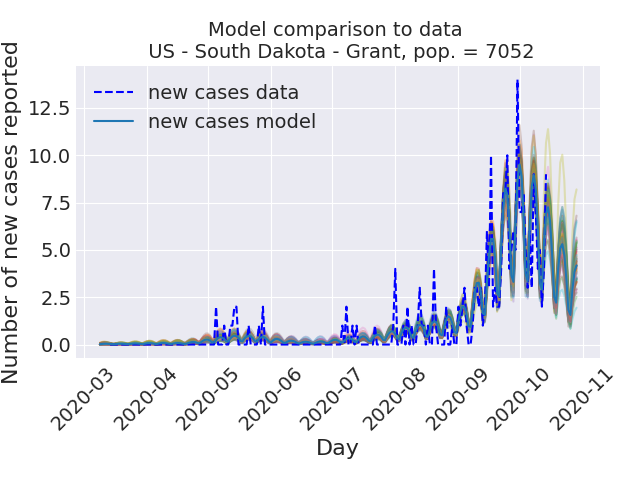 Model comparison to data
US - South Dakota - Grant, pop. = 7052
new cases data
new cases model
Number of new cases reported
12.5
10.0
7.5
5.0
2.5
0.0
2020-03
2020-04
2020-05
2020-06
2020-07
2020-08
2020-09
2020-10
2020-11
Day